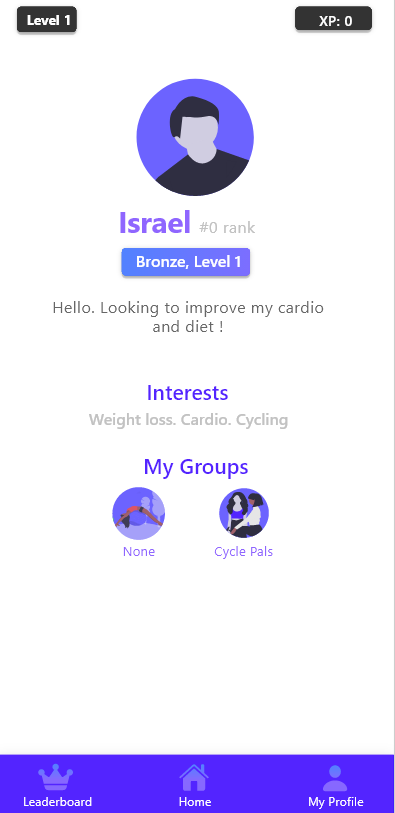 Level 1
XP: 0
Israel #0 rank
Bronze, Level 1
Hello. Looking to improve my cardio
and diet !
Interests
Weight loss. Cardio. Cycling
My Groups
None
Cycle Pals
Leaderboard
Home
My Profile